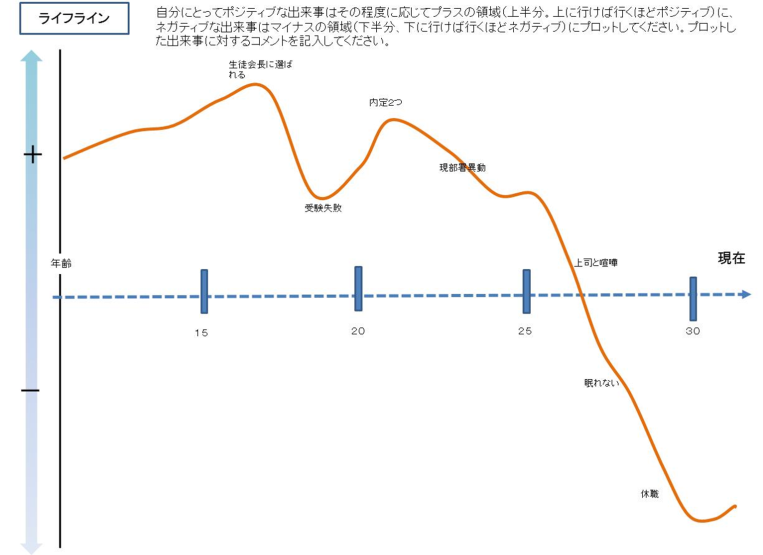 ライフライン
自分にとってポジティブな出来事はその程度に応じてプラスの領域(上半分。上に行けば行くほどポジティブ)に、
ネガティブな出来事はマイナスの領域(下半分、下に行けば行くほどネガティブ)にプロットしてください。プロットし
た出来事に対するコメントを記入してください。
生徒会長に選ば
れる
内定2つ
+
現部署異動
受験失敗
年齢
上司と喧嘩
現在
15
20
25
30
眠れない
−
休職